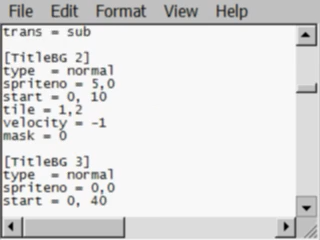 File Edit Format View Help
trans = sub
[TitleBG 2]
type = normal
spriteno = 5,0
start = 0, 10
tile = 1,2
velocity = -1
mask = 0
[TitleBG 3]
type = normal
spriteno = 0,0
start = 0, 40